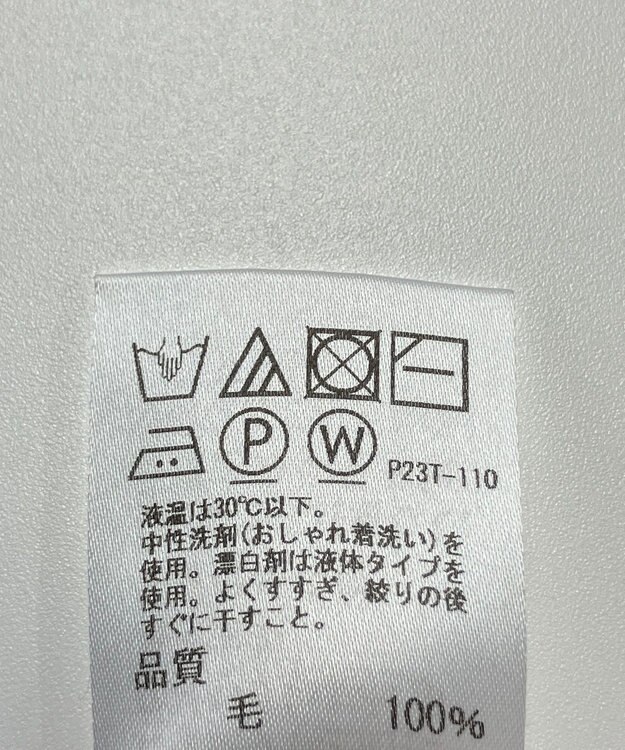 P W P23T-110
液温は30℃以下。
中性洗剤(おしゃれ着洗い)を
使用。漂白剤は液体タイプを
使用。よくすすぎ、絞りの後
すぐに干すこと。
品質
毛 100%